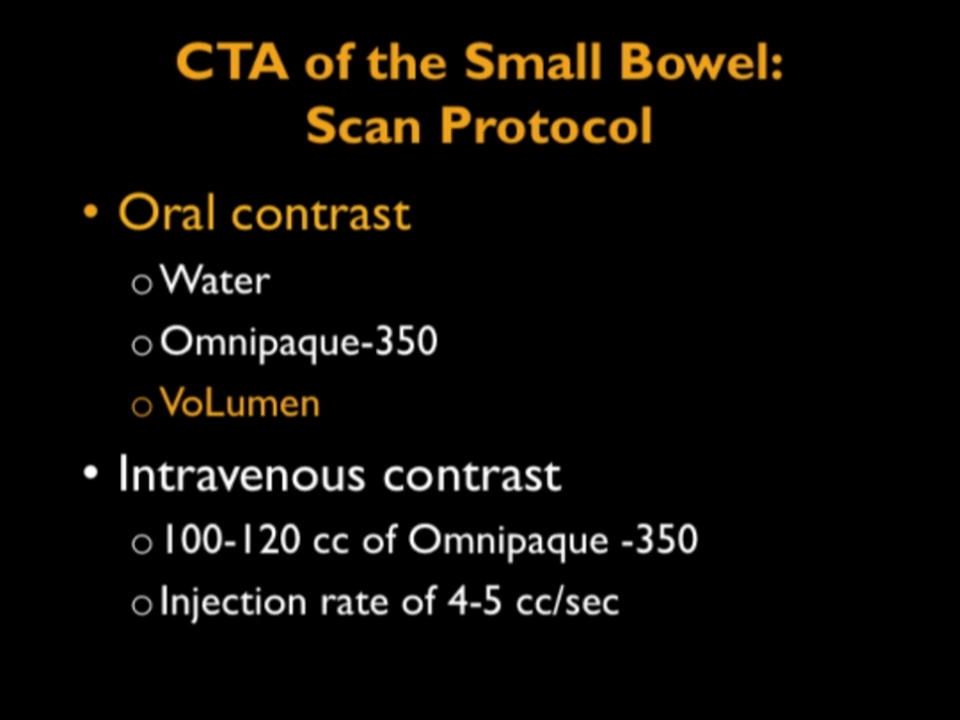 CTA of the Small Bowel:
Scan Protocol
• Oral contrast
o Water
o Omnipaque-350
o VoLumen
• Intravenous contrast
o 100-120 cc of Omnipaque -350
o Injection rate of 4-5 cc/sec